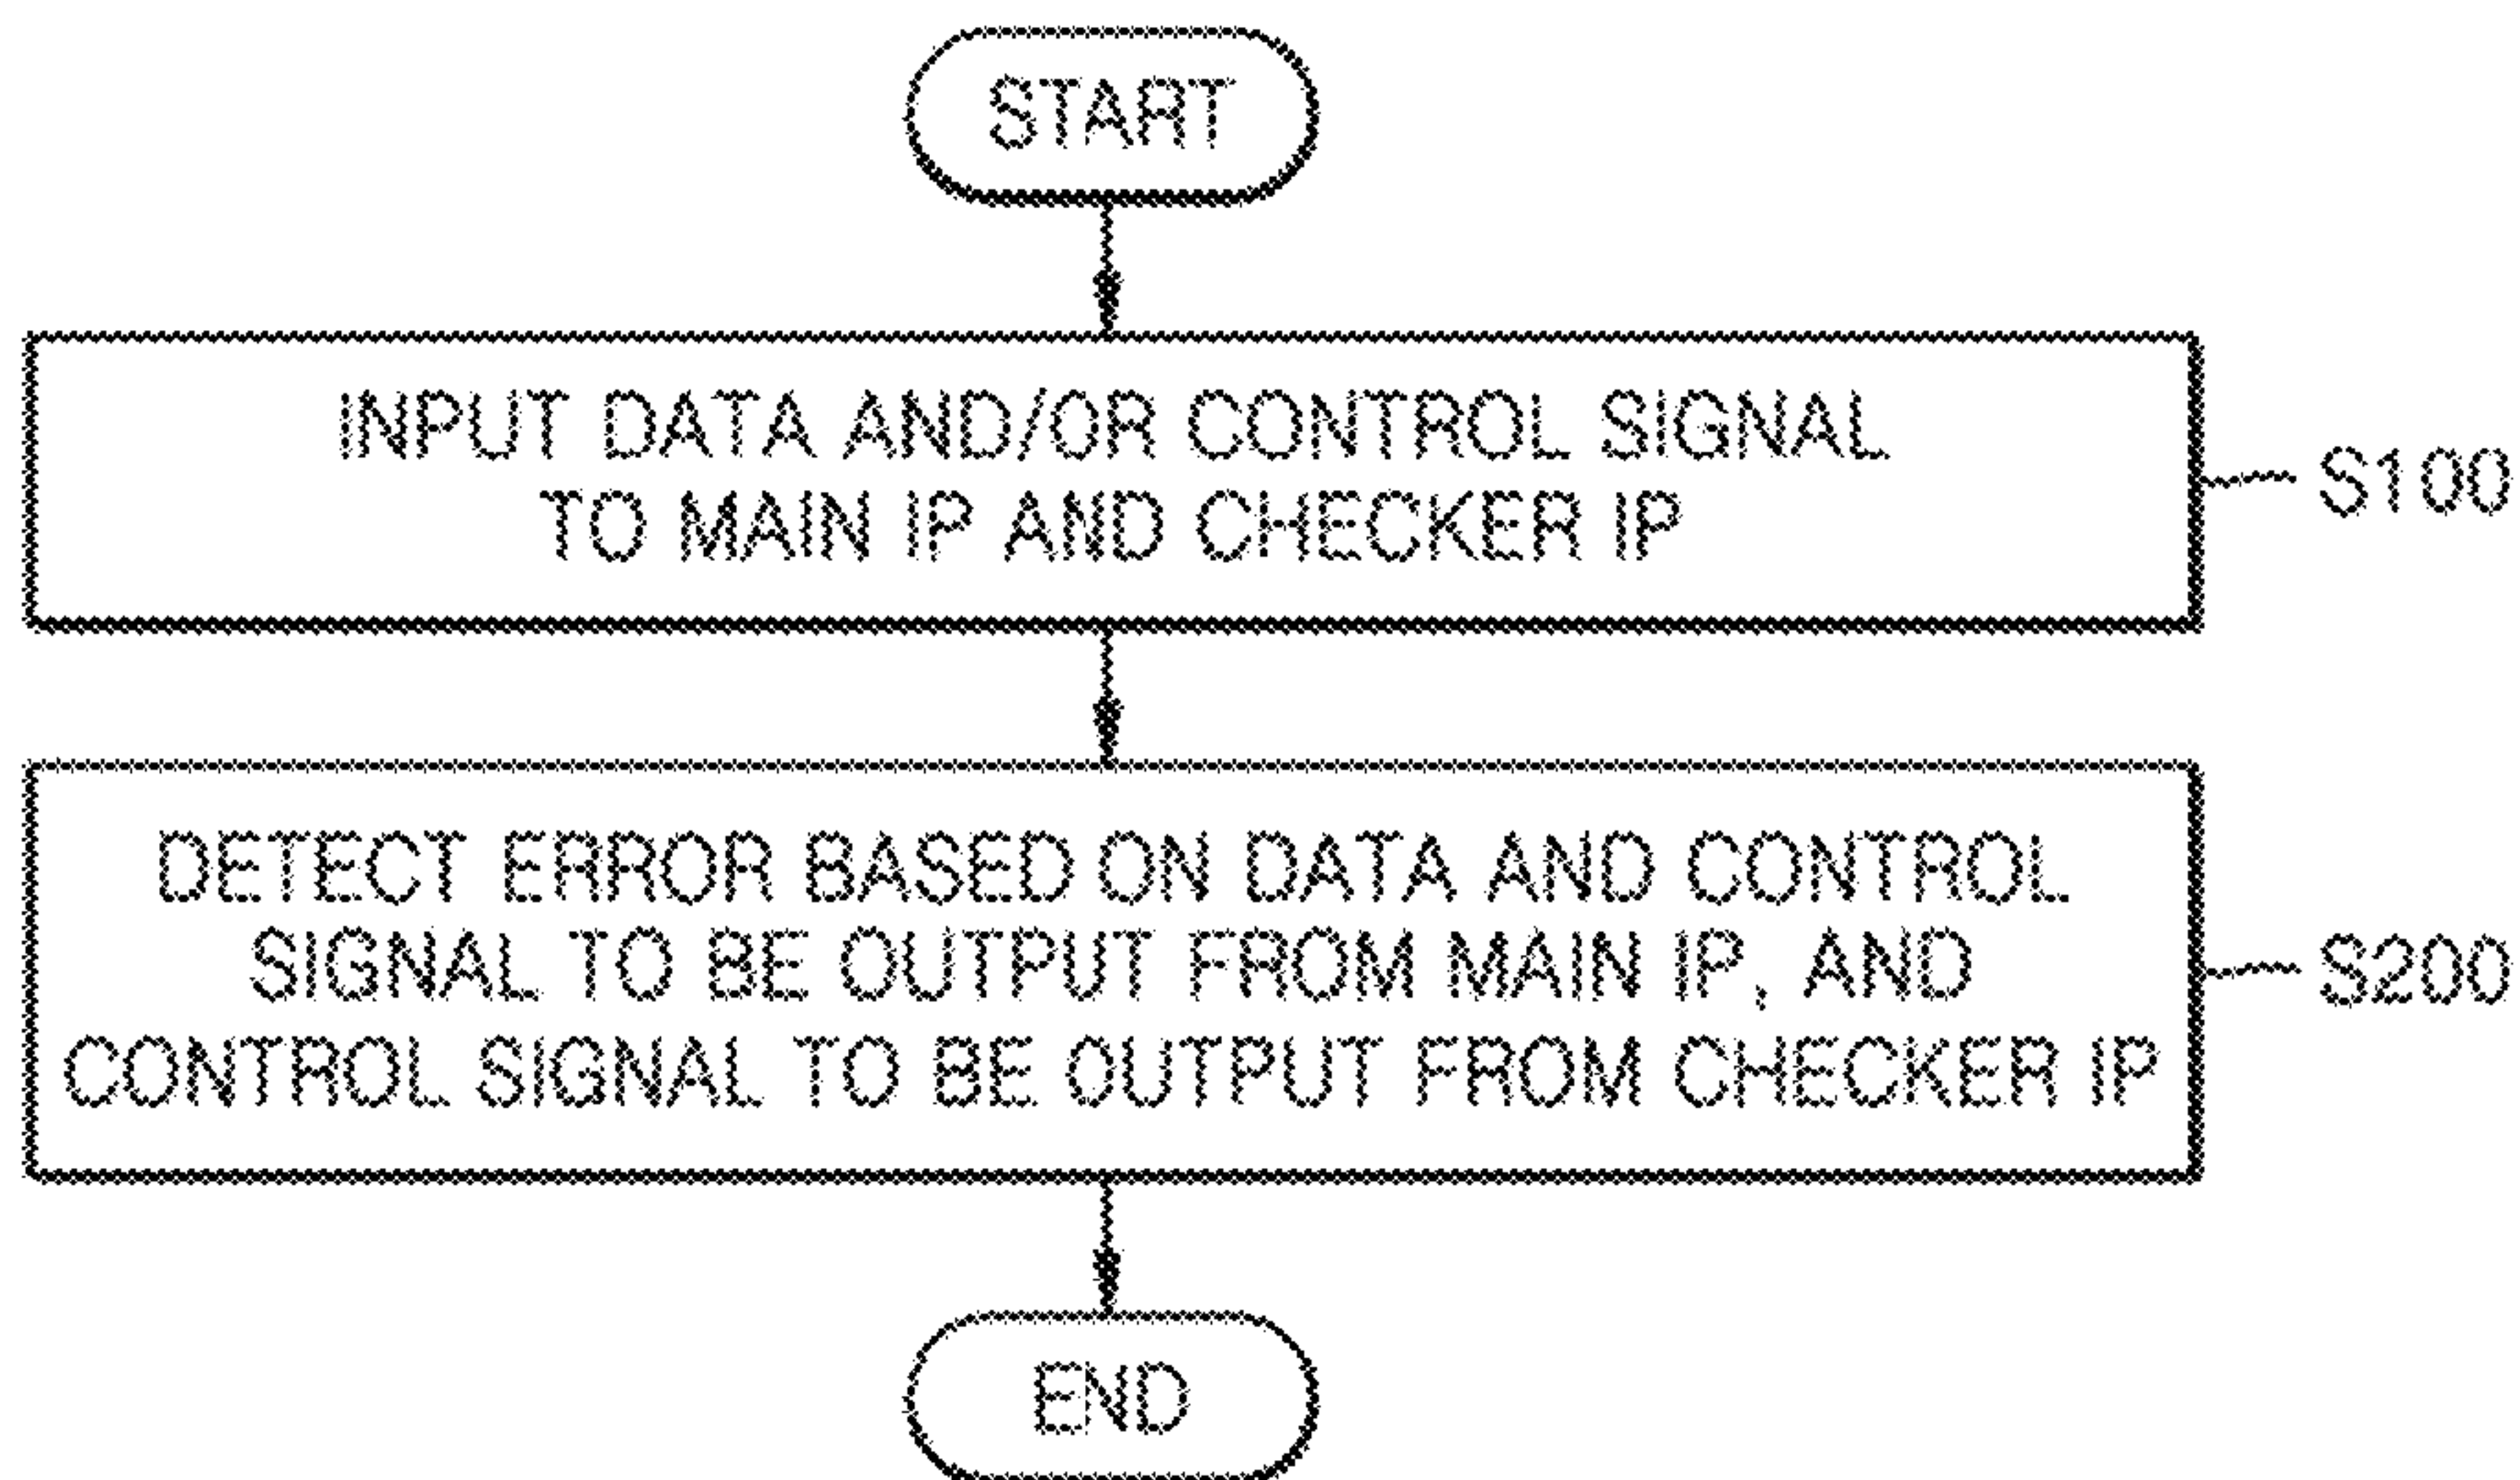 START
INPUT DATA AND/OR CONTROL SIGNAL
TO MAIN IP AND CHECKER IP
S100
DETECT ERROR BASED ON DATA AND CONTROL
SIGNAL TO BE OUTPUT FROM MAIN IP, AND
CONTROL SIGNAL TO BE OUTPUT FROM CHECKER IP
S200
END